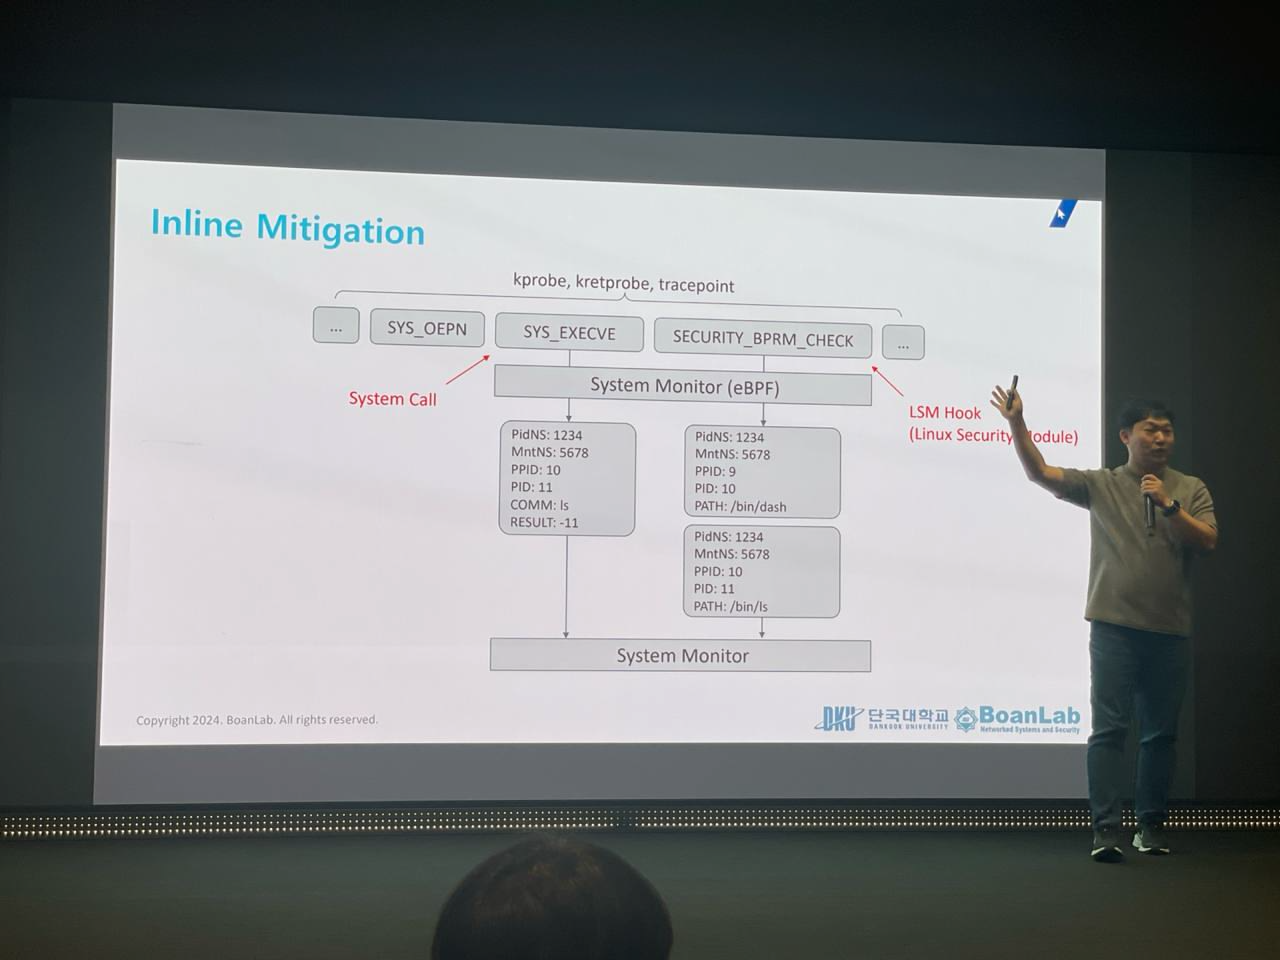 Inline Mitigation
kprobe, kretprobe, tracepoint
...
SYS_OEPN
SYS_EXECVE
SECURITY_BPRM_CHECK
...
System Call
System Monitor (eBPF)
LSM Hook
(Linux Security odule)
PidNS: 1234
MntNS: 5678
PPID: 10
PID: 11
COMM: ls
RESULT: -11
PidNS: 1234
MntNS: 5678
PPID: 9
PID: 10
PATH: /bin/dash
PidNS: 1234
MntNS: 5678
PPID: 10
PID: 11
PATH: /bin/ls
System Monitor
Copyright 2024. BoanLab. All rights reserved.
DKU 단국대학교
DANKOOK UNIVERSITY
BoanLab
Networked Systems and Security